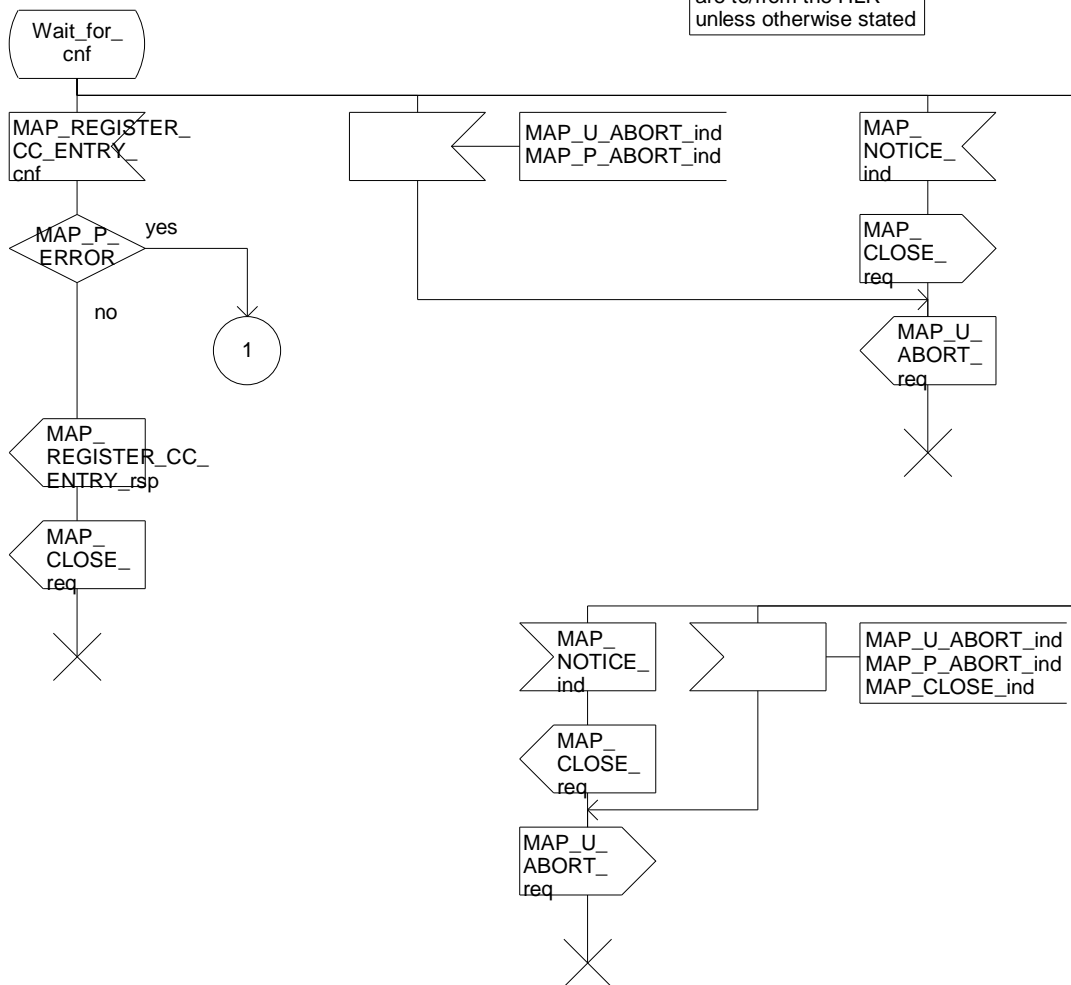 are to/from the HLR
unless otherwise stated
Wait_for_
cnf
MAP_REGISTER_
CC_ENTRY_
cnf
MAP_U_ABORT_ind
MAP_P_ABORT_ind
MAP_
NOTICE_
ind
MAP_P_
ERROR
yes
no
1
MAP_
CLOSE_
req
MAP_U_
ABORT_
req
MAP_
REGISTER_CC_
ENTRY_rsp
MAP_
CLOSE_
req
MAP_
NOTICE_
ind
MAP_U_ABORT_ind
MAP_P_ABORT_ind
MAP_CLOSE_ind
MAP_
CLOSE_
req
MAP_U_
ABORT_
req